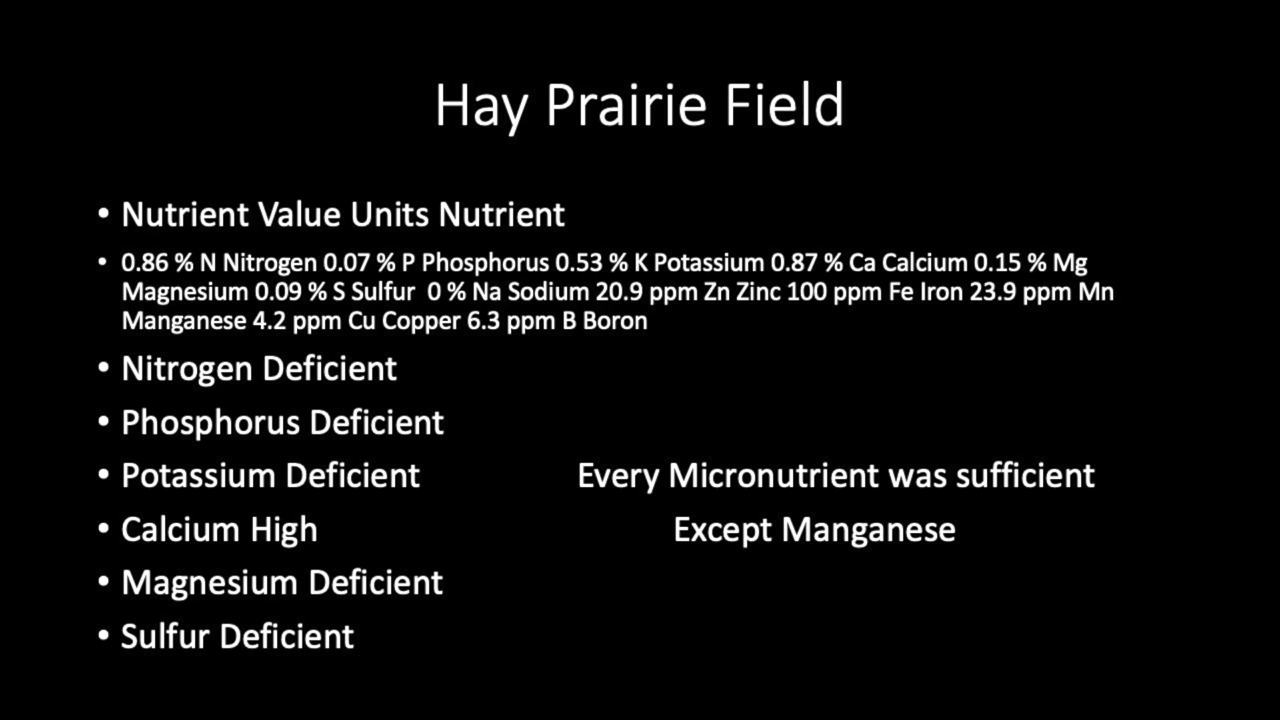 Hay Prairie Field
• Nutrient Value Units Nutrient
• 0.86 % N Nitrogen 0.07 % P Phosphorus 0.53 % K Potassium 0.87 % Ca Calcium 0.15 % Mg
Magnesium 0.09 % S Sulfur  0 % Na Sodium 20.9 ppm Zn Zinc 100 ppm Fe Iron 23.9 ppm Mn
Manganese 4.2 ppm Cu Copper 6.3 ppm B Boron
• Nitrogen Deficient
• Phosphorus Deficient
• Potassium Deficient Every Micronutrient was sufficient
• Calcium High Except Manganese
• Magnesium Deficient
• Sulfur Deficient